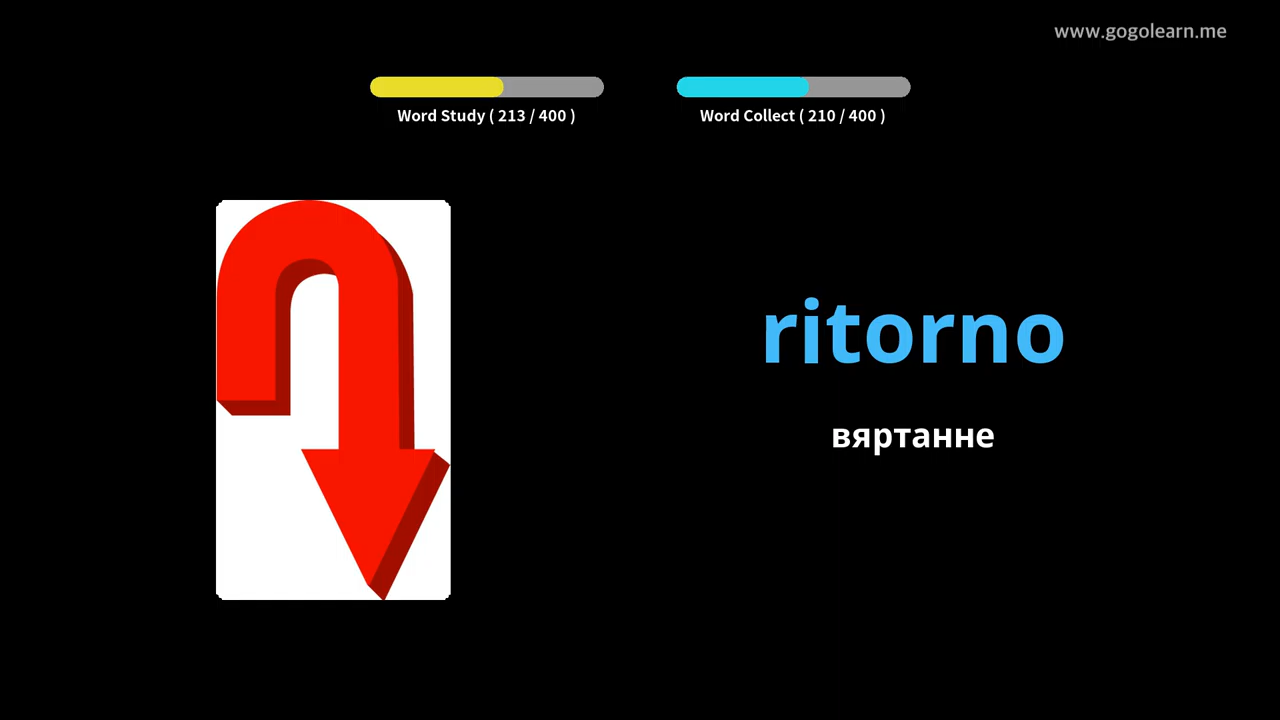 www.gogolearn.me
Word Study ( 213 / 400 )
Word Collect ( 210 / 400 )
ritorno
вяртанне